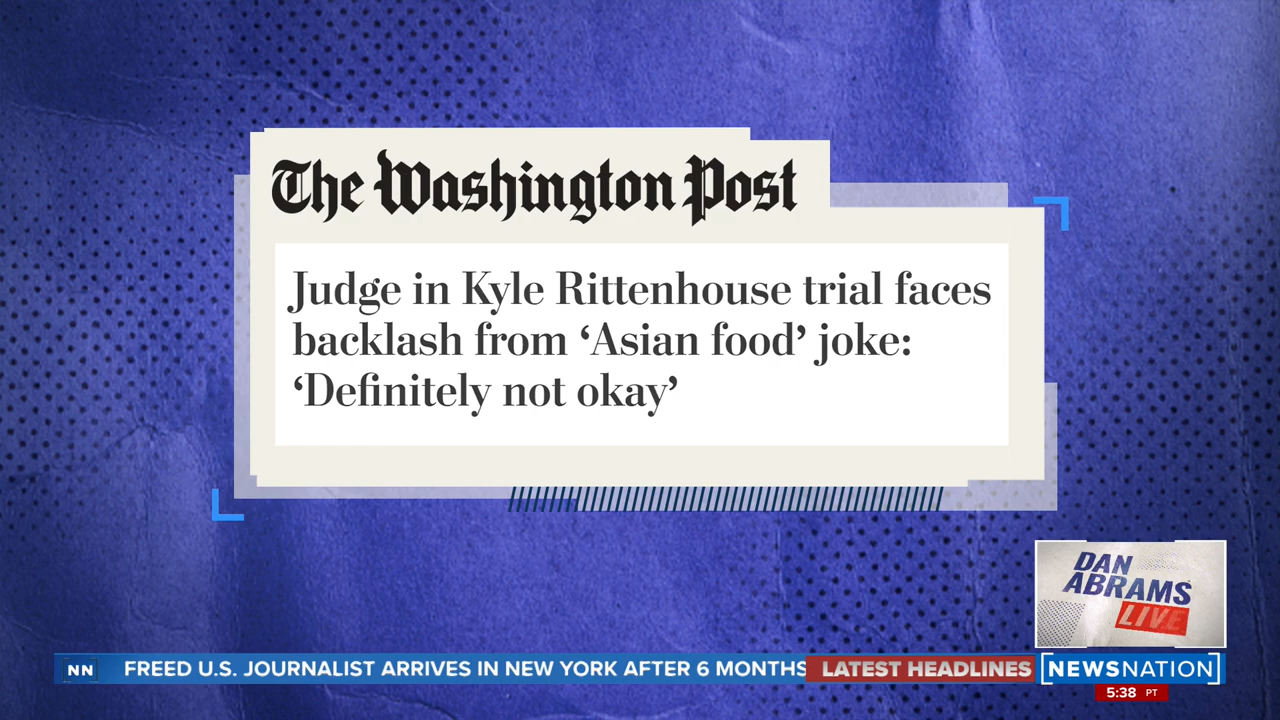 The Washington Post
Judge in Kyle Rittenhouse trial faces
backlash from ‘Asian food’ joke:
‘Definitely not okay’
DAN
ABRAMS
LIVE
NN FREED U.S. JOURNALIST ARRIVES IN NEW YORK AFTER 6 MONTHS LATEST HEADLINES NEWSNATION
5:38 PT